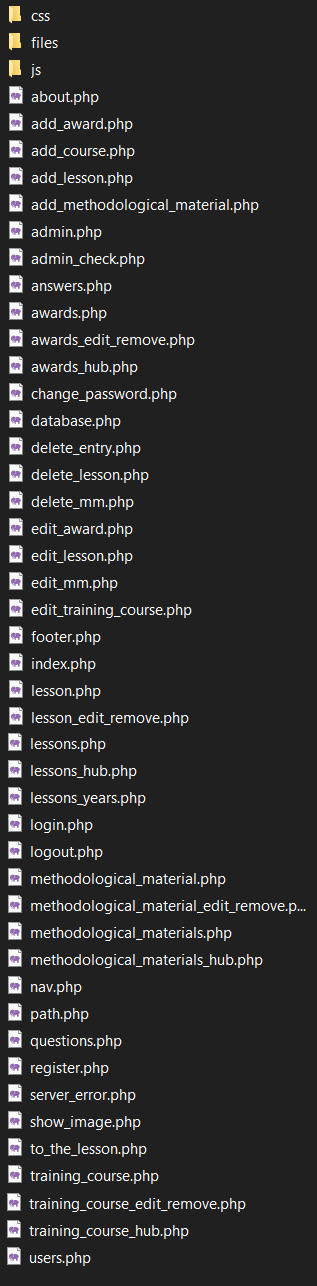 css
files
js
about.php
add_award.php
add_course.php
add_lesson.php
add_methodological_material.php
admin.php
admin_check.php
answers.php
awards.php
awards_edit_remove.php
awards_hub.php
change_password.php
database.php
delete_entry.php
delete_lesson.php
delete_mm.php
edit_award.php
edit_lesson.php
edit_mm.php
edit_training_course.php
footer.php
index.php
lesson.php
lesson_edit_remove.php
lessons.php
lessons_hub.php
lessons_years.php
login.php
logout.php
methodological_material.php
methodological_material_edit_remove.p...
methodological_materials.php
methodological_materials_hub.php
nav.php
path.php
questions.php
register.php
server_error.php
show_image.php
to_the_lesson.php
training_course.php
training_course_edit_remove.php
training_course_hub.php
users.php